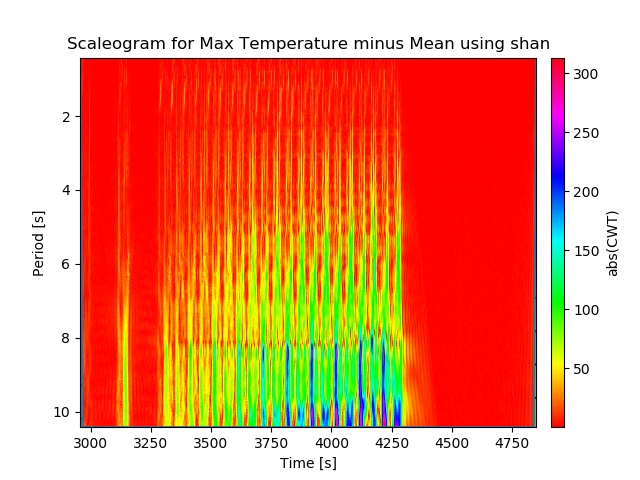 Scaleogram for Max Temperature minus Mean using shan
2
4
6
8
10
Period [s]
3000 3250 3500 3750 4000 4250 4500 4750
Time [s]
300
250
200
150
100
50
abs(CWT)